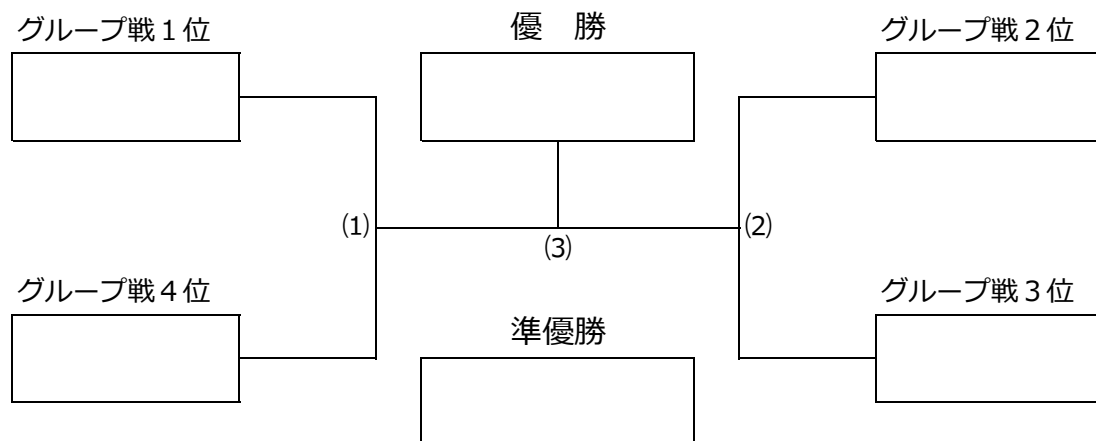 グループ戦１位
優　勝
グループ戦２位
⑴
⑶
⑵
グループ戦４位
準優勝
グループ戦３位